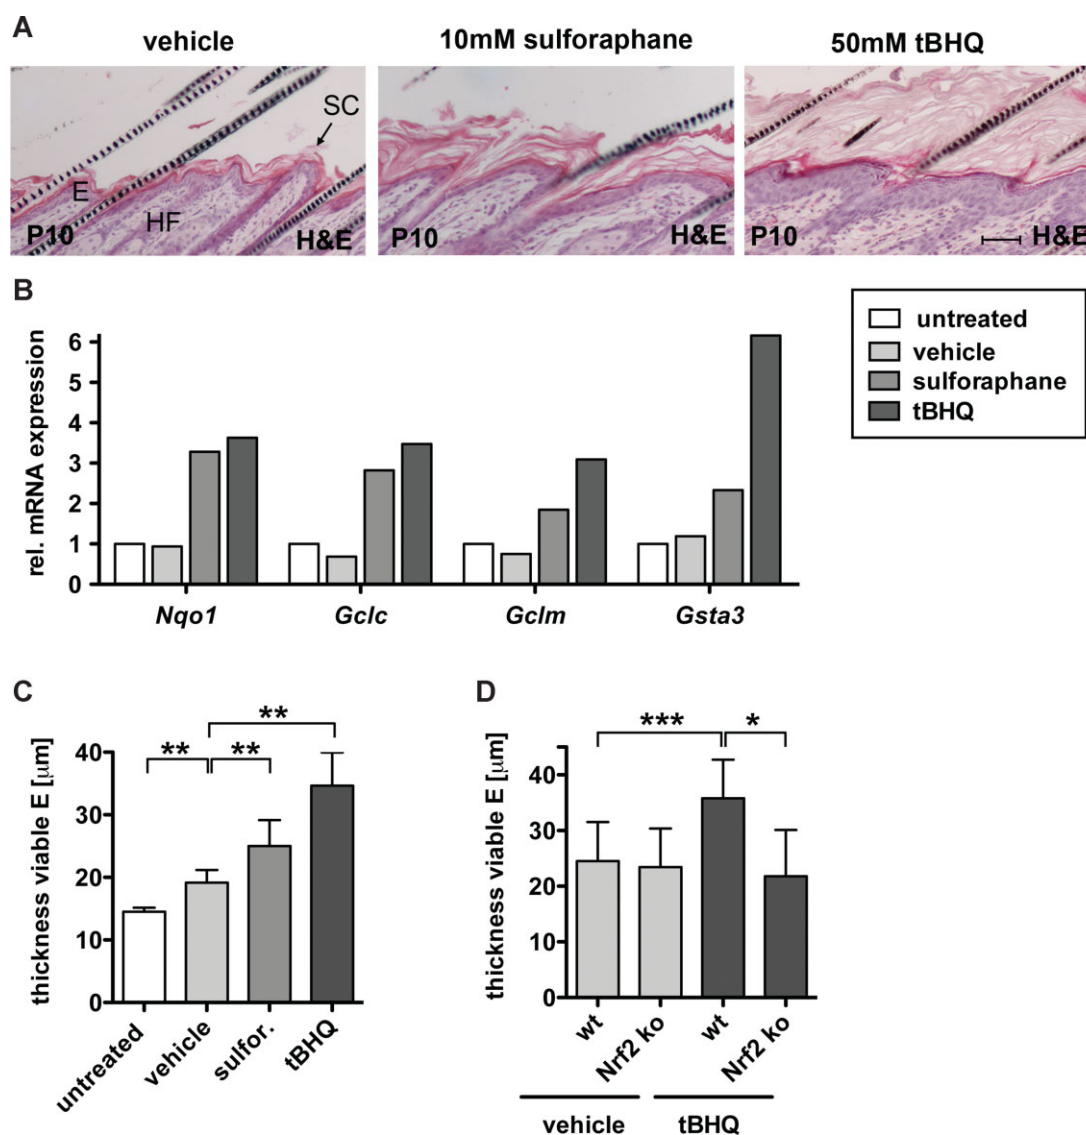 A
vehicle
10mM sulforaphane
50mM tBHQ
SC
E
HF
P10
H&E
P10
H&E
P10
H&E
B
rel. mRNA expression
6
5
4
3
2
1
0
Nqo1
Gclc
Gclm
Gsta3
untreated
vehicle
sulforaphane
tBHQ
C
thickness viable E [µm]
40
30
20
10
0
**
**
**
untreated
vehicle
sulfor.
tBHQ
D
thickness viable E [µm]
40
30
20
10
0
***
*
wt
Nrf2 ko
wt
Nrf2 ko
vehicle
tBHQ